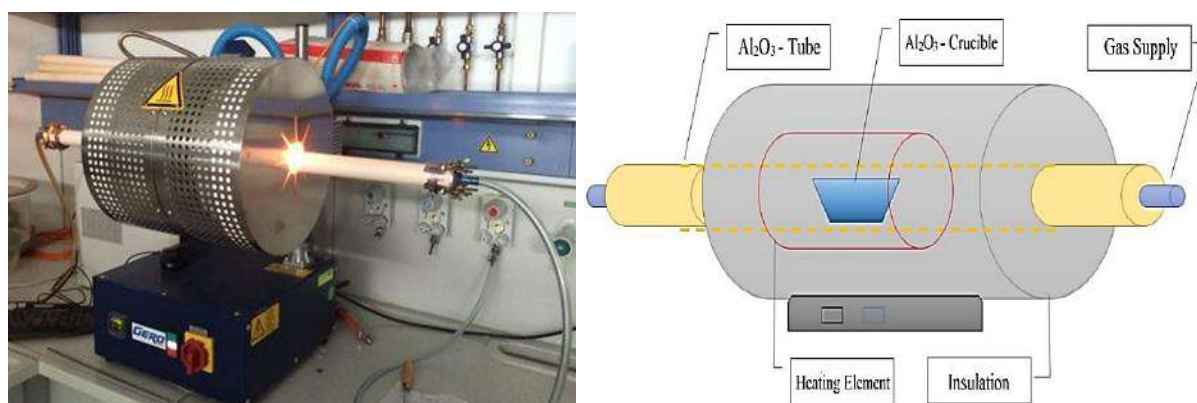 GERO
Al₂O₃ - Tube
Al₂O₃ - Crucible
Gas Supply
Heating Element
Insulation